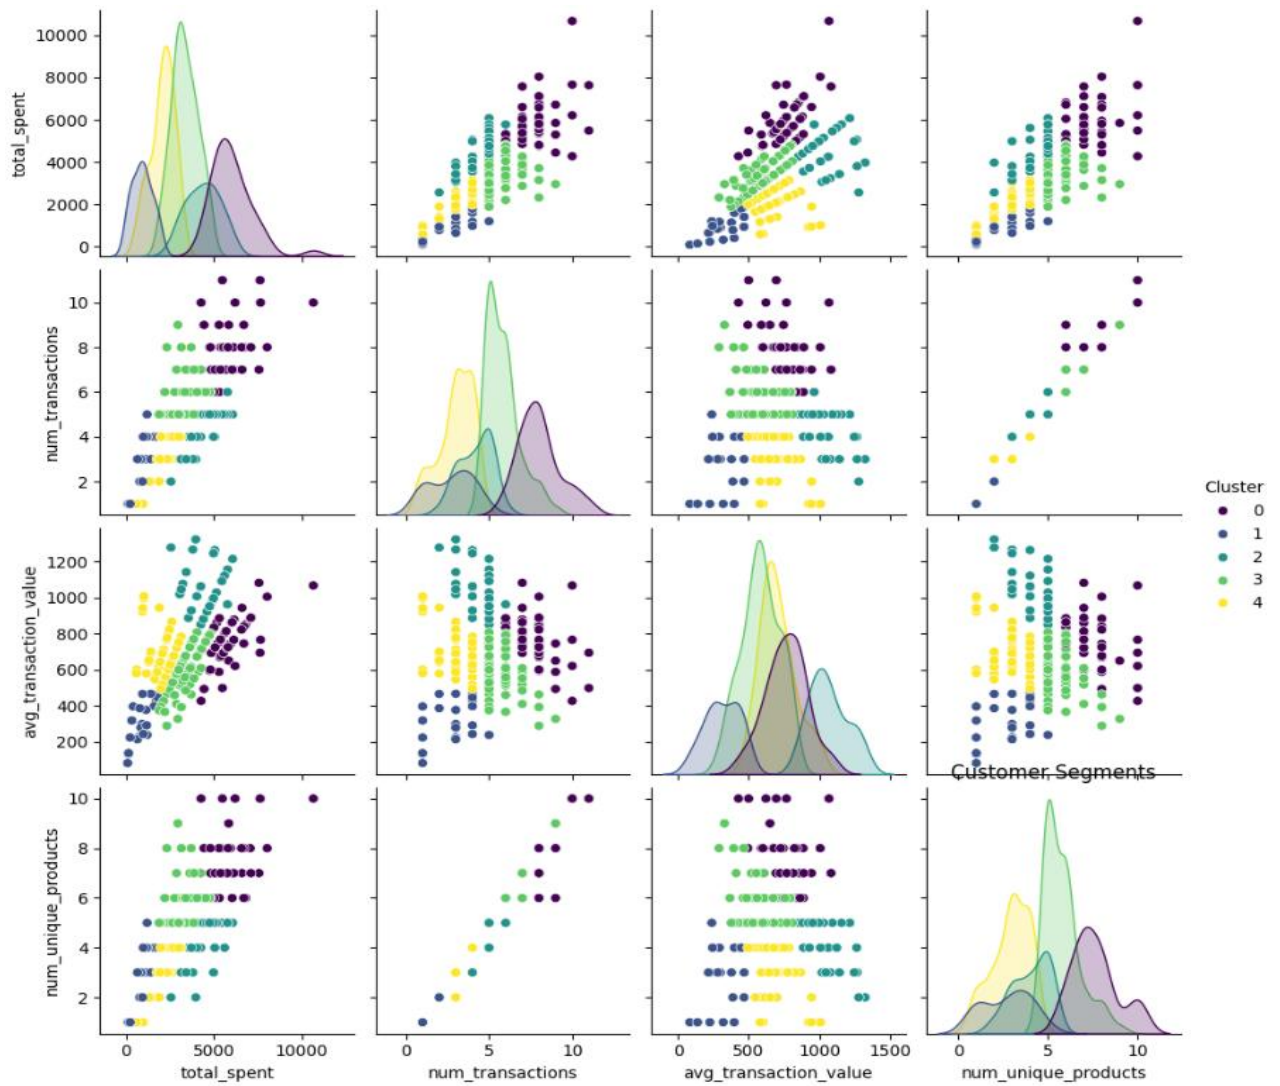 total_spent
10000
8000
6000
4000
2000
0
num_transactions
10
8
6
4
2
avg_transaction_value
1200
1000
800
600
400
200
Customer Segments
num_unique_products
10
8
6
4
2
0 5000 10000
total_spent
0 5 10
num_transactions
0 500 1000 1500
avg_transaction_value
0 5 10
num_unique_products
Cluster
0
1
2
3
4